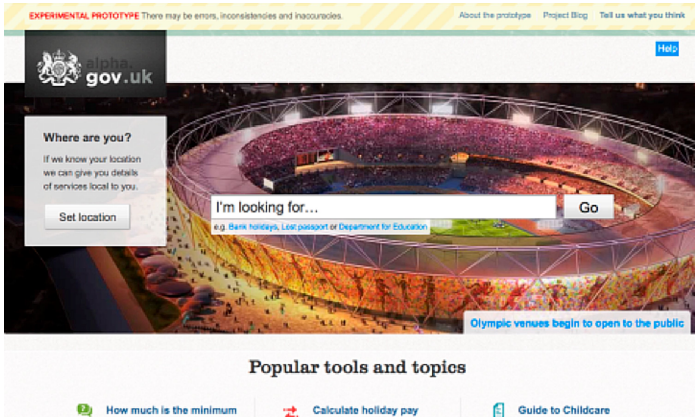 EXPERIMENTAL PROTOTYPE There may be errors, inconsistencies and inaccuracies.
About the prototype Project Blog Tell us what you think
Help
alpha.
gov.uk
Where are you?
If we know your location
we can give you details
of services local to you.
Set location
I'm looking for…
Go
e.g. Bank holidays, Lost passport or Department for Education
Olympic venues begin to open to the public
Popular tools and topics
How much is the minimum
Calculate holiday pay
Guide to Childcare